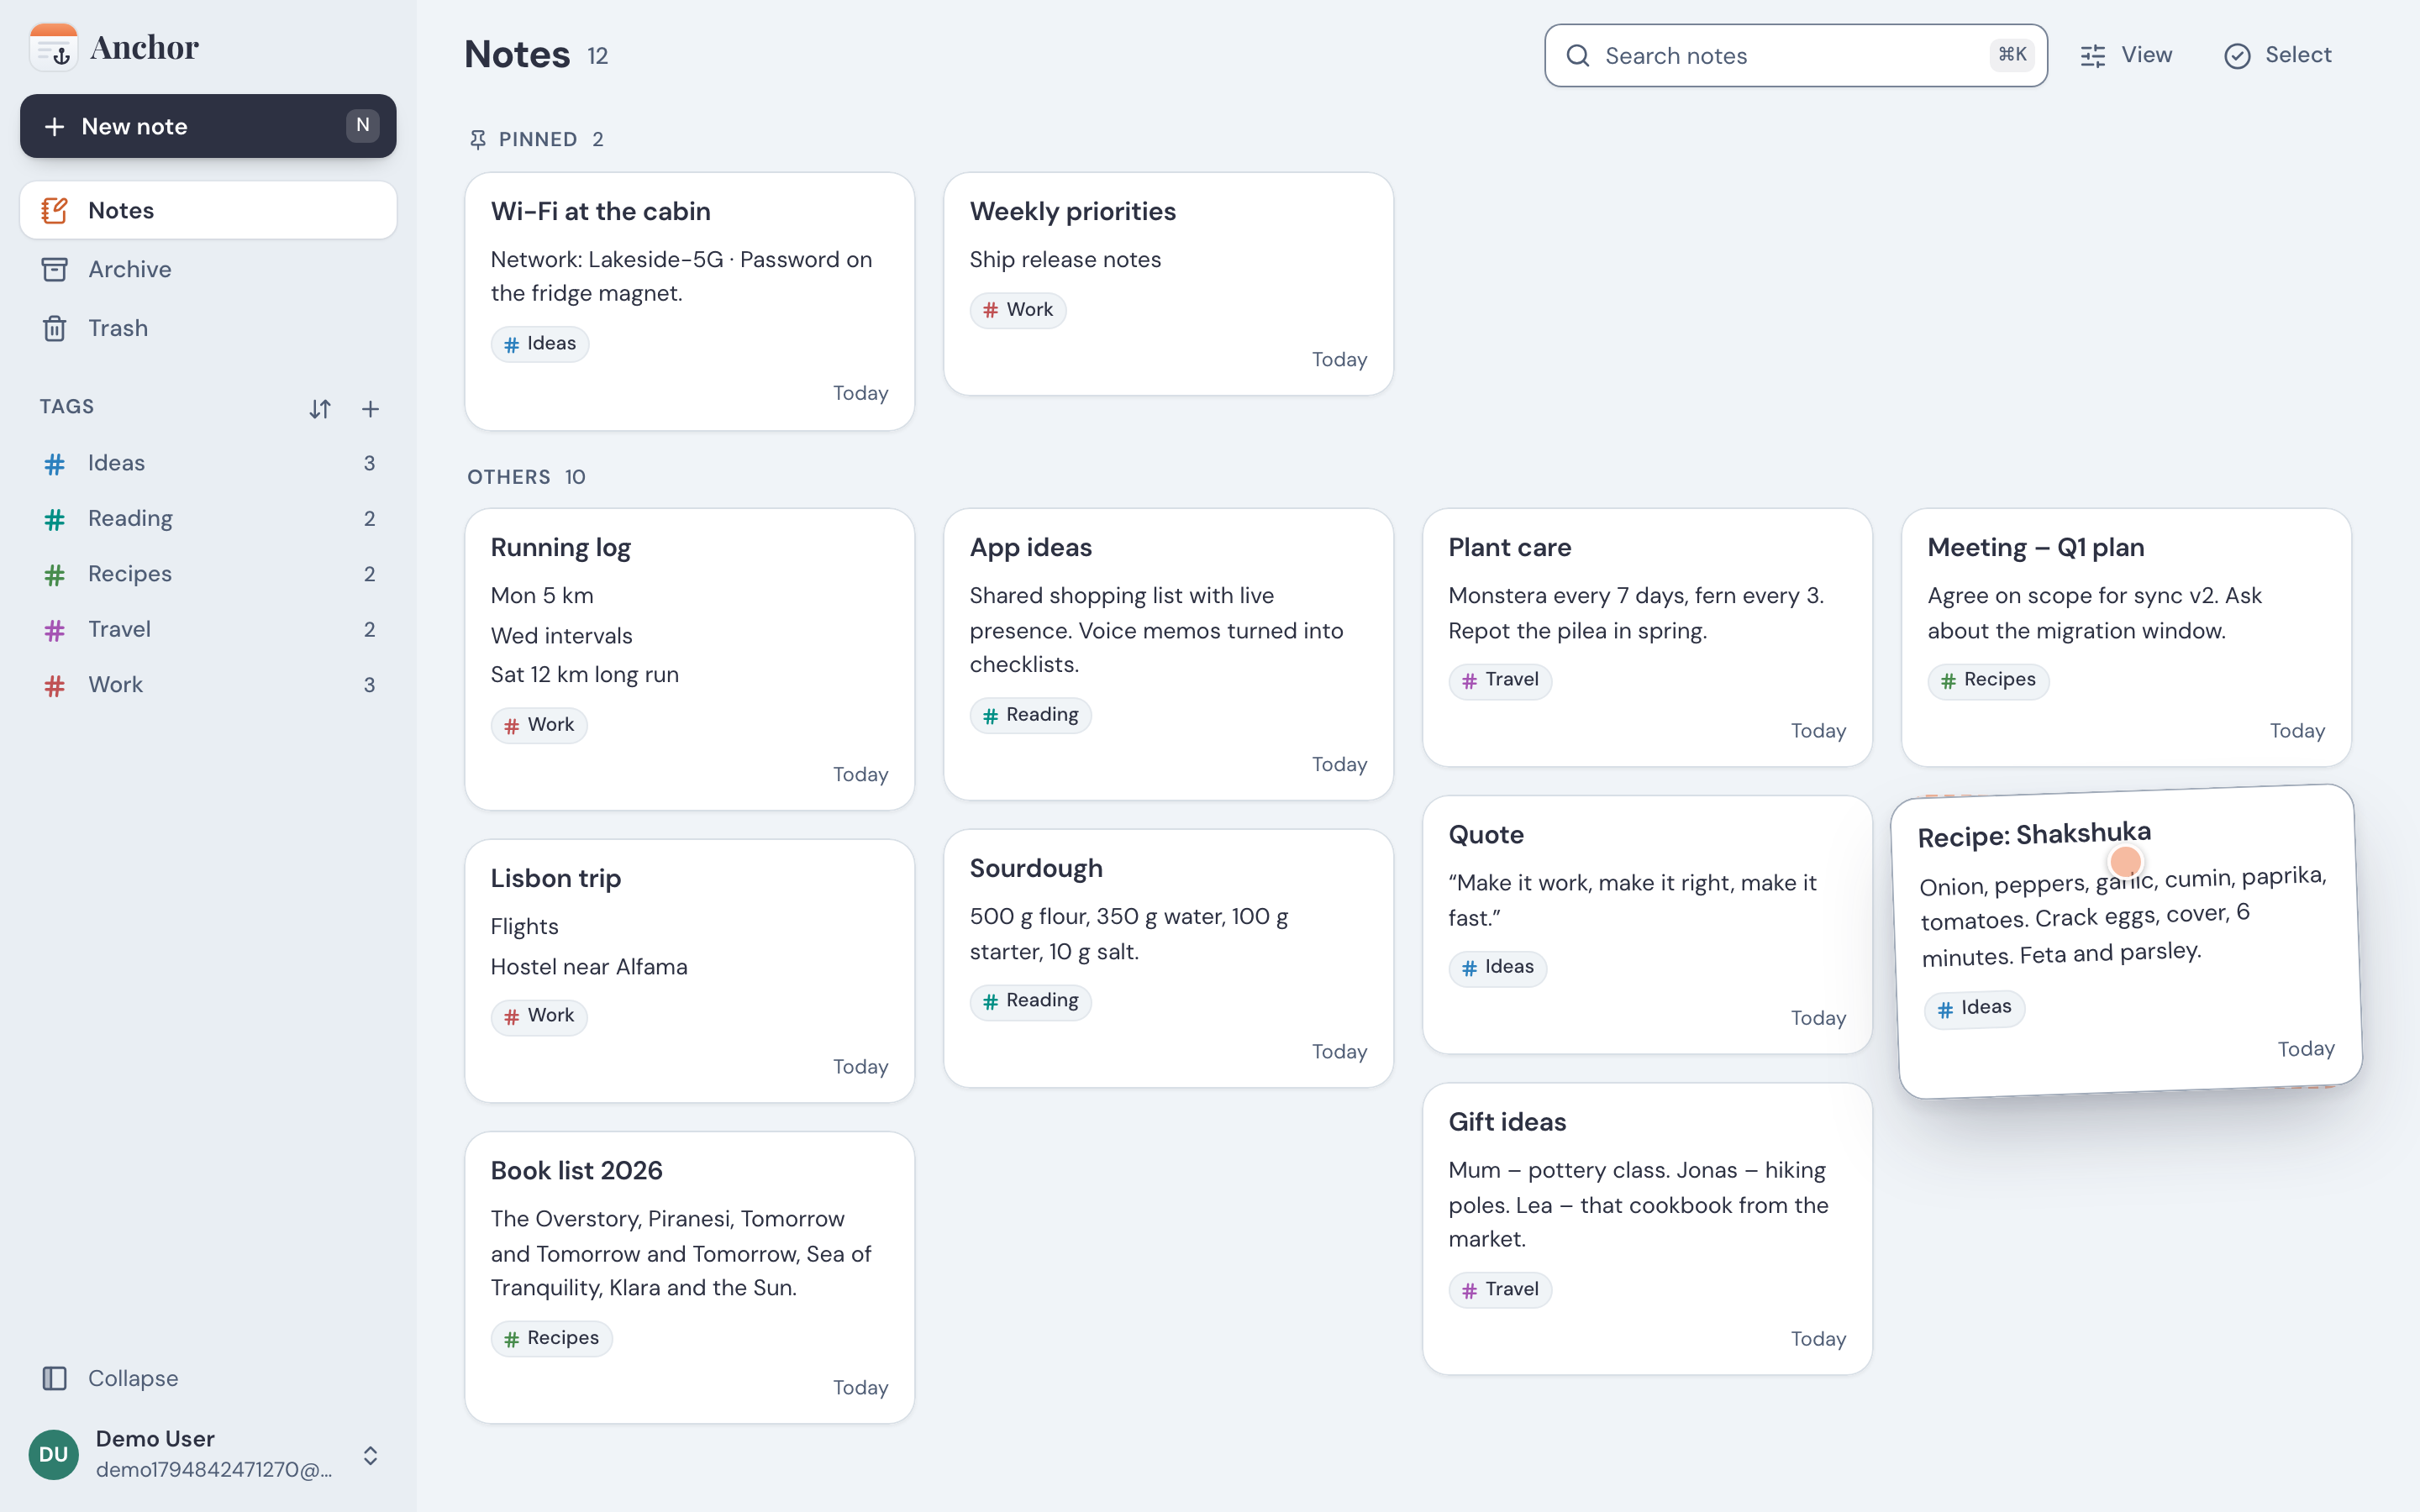 Anchor
New note
N
Notes
Archive
Trash
TAGS
Ideas 3
Reading 2
Recipes 2
Travel 2
Work 3
Collapse
DU
Demo User
demo1794842471270@...
Notes 12
Search notes
⌘K
View
Select
PINNED 2
Wi-Fi at the cabin
Network: Lakeside-5G · Password on
the fridge magnet.
# Ideas
Today
Weekly priorities
Ship release notes
# Work
Today
OTHERS 10
Running log
Mon 5 km
Wed intervals
Sat 12 km long run
# Work
Today
App ideas
Shared shopping list with live
presence. Voice memos turned into
checklists.
# Reading
Today
Plant care
Monstera every 7 days, fern every 3.
Repot the pilea in spring.
# Travel
Today
Meeting – Q1 plan
Agree on scope for sync v2. Ask
about the migration window.
# Recipes
Today
Lisbon trip
Flights
Hostel near Alfama
# Work
Today
Sourdough
500 g flour, 350 g water, 100 g
starter, 10 g salt.
# Reading
Today
Quote
“Make it work, make it right, make it
fast.”
# Ideas
Today
Recipe: Shakshuka
Onion, peppers, garlic, cumin, paprika,
tomatoes. Crack eggs, cover, 6
minutes. Feta and parsley.
# Ideas
Today
Book list 2026
The Overstory, Piranesi, Tomorrow
and Tomorrow and Tomorrow, Sea of
Tranquility, Klara and the Sun.
# Recipes
Today
Gift ideas
Mum – pottery class. Jonas – hiking
poles. Lea – that cookbook from the
market.
# Travel
Today